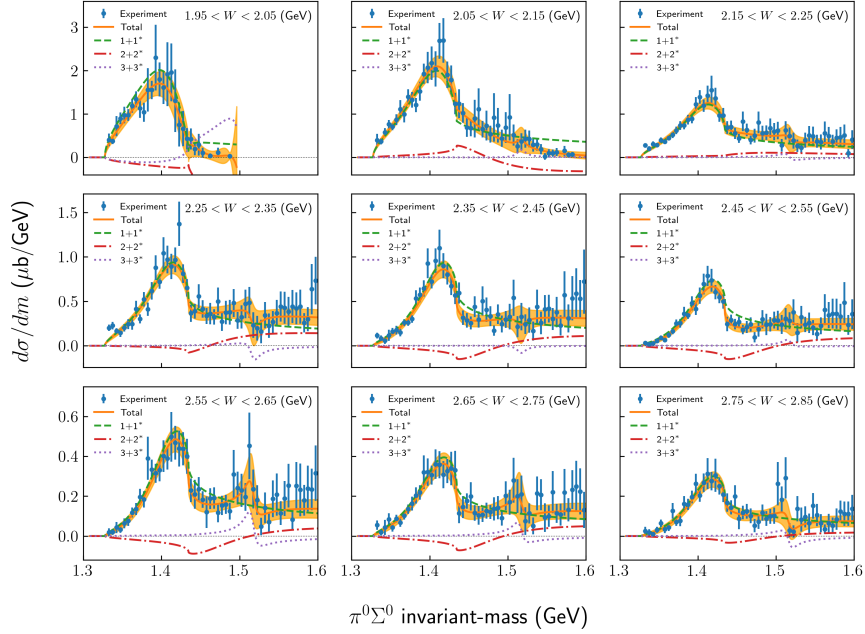 Experiment 1.95 < W < 2.05 (GeV)
Total
1+1*
2+2*
3+3*
Experiment 2.05 < W < 2.15 (GeV)
Total
1+1*
2+2*
3+3*
Experiment 2.15 < W < 2.25 (GeV)
Total
1+1*
2+2*
3+3*
3
2
1
0
Experiment 2.25 < W < 2.35 (GeV)
Total
1+1*
2+2*
3+3*
Experiment 2.35 < W < 2.45 (GeV)
Total
1+1*
2+2*
3+3*
Experiment 2.45 < W < 2.55 (GeV)
Total
1+1*
2+2*
3+3*
1.5
1.0
0.5
0.0
dσ/dm (μb/GeV)
Experiment 2.55 < W < 2.65 (GeV)
Total
1+1*
2+2*
3+3*
Experiment 2.65 < W < 2.75 (GeV)
Total
1+1*
2+2*
3+3*
Experiment 2.75 < W < 2.85 (GeV)
Total
1+1*
2+2*
3+3*
0.6
0.4
0.2
0.0
1.3 1.4 1.5 1.6 1.4 1.5 1.6 1.4 1.5 1.6
π⁰Σ⁰ invariant-mass (GeV)